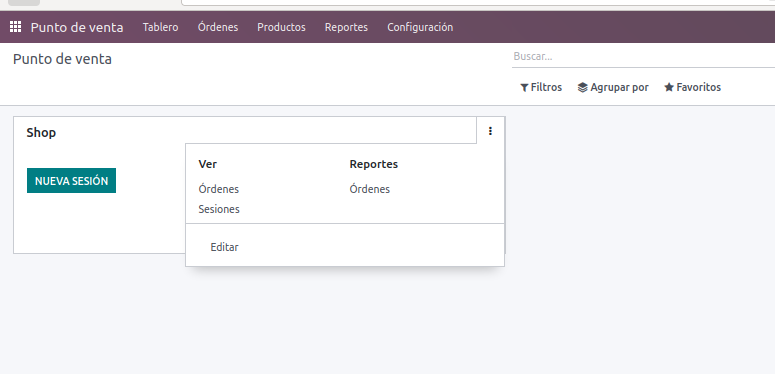 Punto de venta Tablero Órdenes Productos Reportes Configuración
Punto de venta
Buscar...
Filtros Agrupar por Favoritos
Shop
NUEVA SESIÓN
Ver Reportes
Órdenes Órdenes
Sesiones
Editar